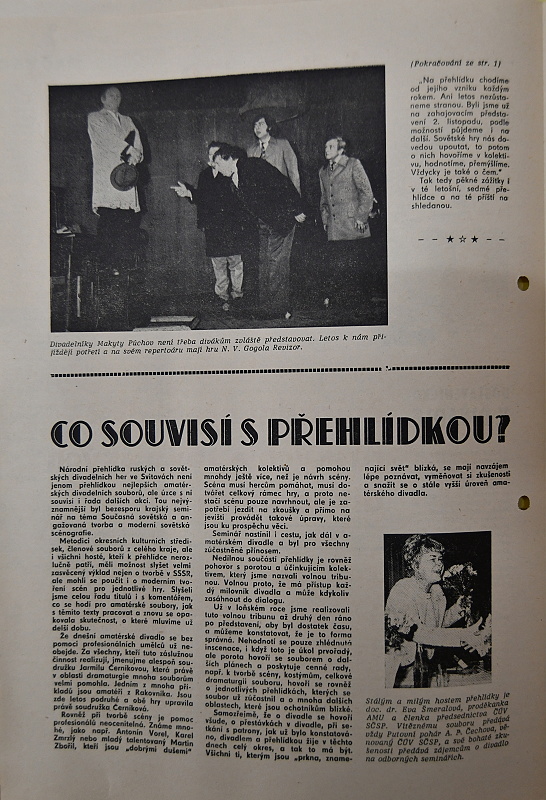 (Pokračování ze str. 1)
„Na přehlídku chodíme
od jejího vzniku každým
rokem. Ani letos nezůsta-
neme stranou. Byli jsme už
na zahajovacím představe-
vení 2. listopadu, podle
možností půjdeme i na
další. Sovětské hry nás do-
vedou upoutat, to potom
o nich hovoříme v kolekti-
vu, hodnotíme, přemýšlíme.
Vždycky je také o čem."
Tak tedy pěkné zážitky i
v té letošní, sedmé pře-
hlídce a na té příští na
shledanou.
– – ★☆★ – –
Divadelníky Makyty Púchov není třeba divákům zvláště představovat. Letos k nám při-
jíždějí potřetí a na svém repertoáru mají hru N. V. Gogola Revizor.
CO SOUVISÍ S PŘEHLÍDKOU?
Národní přehlídka ruských a sovět-
ských divadelních her ve Svitavách není
jenom přehlídkou nejlepších amatér-
ských divadelních souborů, ale úzce s ní
souvisí i řada dalších akcí. Tou nejvý-
znamnější byl bezesporu krajský semi-
nář na téma Současná sovětská a an-
gažovaná tvorba a moderní sovětská
scénografie.
Metodici okresních kulturních středi-
sek, členové souborů z celého kraje, ale
i všichni hosté, kteří k přehlídce neroz-
lučně patří, měli možnost slyšet velmi
zasvěcený výklad nejen o tvorbě v SSSR,
ale mohli se poučit i o moderním tvo-
ření scén pro jednotlivé hry. Slyšeli
jsme celou řadu titulů i s komentářem,
co se hodí pro amatérské soubory, jak
s těmito texty pracovat a znovu se opa-
kovala skutečnost, o které mluvíme už
delší dobu.
Že dnešní amatérské divadlo se bez
pomoci profesionálních umělců už ne-
obejde. Za všechny, kteří tuto záslužnou
činnost realizují, jmenujme alespoň sou-
družku Jarmilu Černíkovou, která právě
v oblasti dramaturgie mnoha souborům
velmi pomohla. Jedním z mnoha pří-
kladů jsou amatéři z Rakovníka. Jsou
zde letos podruhé a obě hry upravila
právě soudružka Černíková.
Rovněž při tvorbě scény je pomoc
profesionálů neocenitelná. Známe mno-
hé, jako např. Antonín Vorel, Karel
Zmrzlý nebo mladý talentovaný Martin
Zbořil, kteří jsou „dobrými dušemi"
amatérských kolektivů a pomohou
mnohdy ještě více, než je návrh scény.
Scéna musí hercům pomáhat, musí do-
tvořet celkový rámec hry, a proto ne-
stačí scénu pouze navrhnout, ale je za-
potřebí jezdit na zkoušky a přímo na
jevišti provádět takové úpravy, které
jsou ku prospěchu věci.
Seminář nastínil i cestu, jak dál v a-
matérském divadle a byl pro všechny
zúčastněné přínosem.
Nedílnou součástí přehlídky je rovněž
pohovor s porotou a účinkujícím kolek-
tivem, který jsme nazvali volnou tribu-
nou. Volnou proto, že má přístup kaž-
dý milovník divadla a může kdykoliv
zasáhnout do dialogu.
Už v loňském roce jsme realizovali
tuto volnou tribunu až druhý den ráno
po představení, aby byl dostatek času,
a můžeme konstatovat, že je to forma
správná. Nehodnotí se pouze zhlédnutá
inscenace, i když toto je úkol prvořadý,
ale porota hovoří se souborem o dal-
ších plánech a poskytuje cenné rady,
např. k tvorbě scény, kostýmům, celkové
dramaturgii souboru, hovoří se rovněž
o jednotlivých přehlídkách, kterých se
soubor už zúčastnil a o mnoha dalších
oblastech, které jsou ochotníkům blízké.
Samozřejmě, že o divadle se hovoří
všude, o přestávkách v divadle, při se-
tkání s patrony, jak už bylo konstatová-
no, divadlem a přehlídkou žije v těchto
dnech celý okres, a tak to má být.
Všichni ti, kterým jsou „prkna, zname-
nající svět" blízká, se mají navzájem
lépe poznávat, vyměňovat si zkušenosti
a snažit se o stále vyšší úroveň ama-
térského divadla.
Stálým a milým hostem přehlídky je
doc. dr. Eva Šmeralová, proděkanka
AMU a členka předsednictva ČÚV
SČSP. Vítěznému souboru předává
vždy Putovní pohár A. P. Čechova, vě-
novaný ČÚV SČSP, a své bohaté zku-
šenosti předává zájemcům o divadlo
na odborných seminářích.